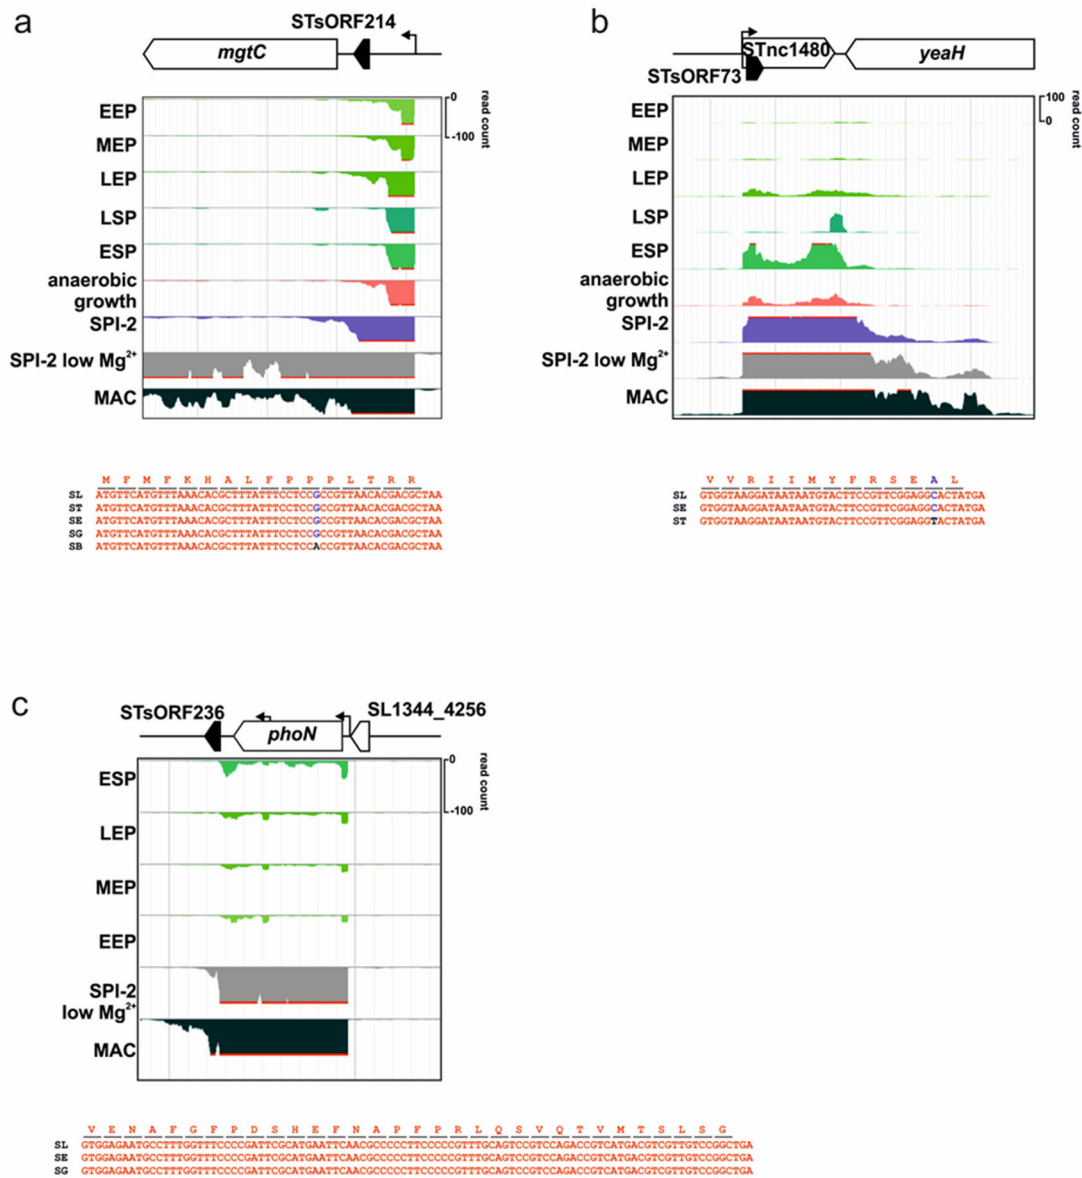 a
STsORF214
mgtC
EEP
MEP
LEP
LSP
ESP
anaerobic
growth
SPI-2
SPI-2 low Mg2+
MAC
0
-100
read count
M F M F K H A L F P P P L T R R
SL ATGTTCATGTTTAAACACGCTTTATTTCCTCCGCCGTTAACACGACGCTAA
ST ATGTTCATGTTTAAACACGCTTTATTTCCTCCGCCGTTAACACGACGCTAA
SE ATGTTCATGTTTAAACACGCTTTATTTCCTCCGCCGTTAACACGACGCTAA
SG ATGTTCATGTTTAAACACGCTTTATTTCCTCCGCCGTTAACACGACGCTAA
SB ATGTTCATGTTTAAACACGCTTTATTTCCTCCACCGTTAACACGACGCTAA
b
STnc1480
yeaH
STsORF73
EEP
MEP
LEP
LSP
ESP
anaerobic
growth
SPI-2
SPI-2 low Mg2+
MAC
100
0
read count
V V R I I M Y F R S E A L
SL GTGGTAAGGATAATAATGTACTTCCGTTCGGAGGCACTATGA
SE GTGGTAAGGATAATAATGTACTTCCGTTCGGAGGCACTATGA
ST GTGGTAAGGATAATAATGTACTTCCGTTCGGAGGTACTATGA
c
STsORF236
phoN
SL1344_4256
ESP
LEP
MEP
EEP
SPI-2
low Mg2+
MAC
0
-100
read count
V E N A F G F P D S H E F N A P F P R L Q S V Q T V M T S L S G
SL GTGGAGAATGCCTTTGGTTTCCCCGATTCGCATGAATTCAACGCCCCCTTCCCCCGTTTGCAGTCCGTCCAGACCGTCATGACGTCGTTGTCCGGCTGA
SE GTGGAGAATGCCTTTGGTTTCCCCGATTCGCATGAATTCAACGCCCCCTTCCCCCGTTTGCAGTCCGTCCAGACCGTCATGACGTCGTTGTCCGGCTGA
SG GTGGAGAATGCCTTTGGTTTCCCCGATTCGCATGAATTCAACGCCCCCTTCCCCCGTTTGCAGTCCGTCCAGACCGTCATGACGTCGTTGTCCGGCTGA